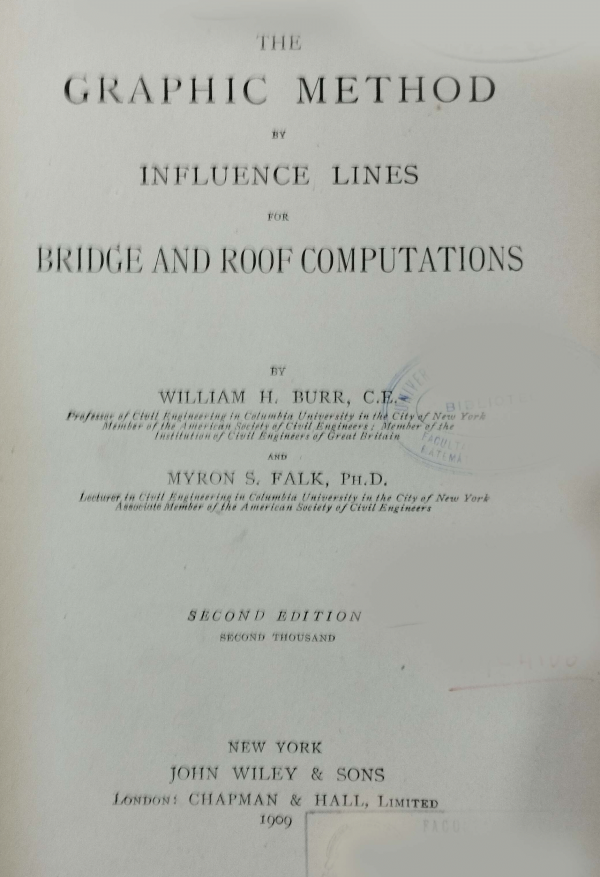 THE
GRAPHIC METHOD
BY
INFLUENCE LINES
FOR
BRIDGE AND ROOF COMPUTATIONS
BY
WILLIAM H. BURR, C.E.
Professor of Civil Engineering in Columbia University in the City of New York
Member of the American Society of Civil Engineers; Member of the
Institution of Civil Engineers of Great Britain
AND
MYRON S. FALK, PH.D.
Lecturer in Civil Engineering in Columbia University in the City of New York
Associate Member of the American Society of Civil Engineers
SECOND EDITION
SECOND THOUSAND
NEW YORK
JOHN WILEY & SONS
LONDON: CHAPMAN & HALL, LIMITED
1909